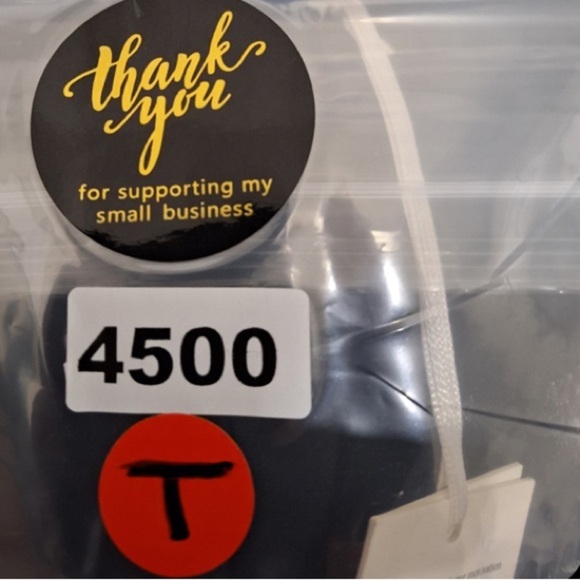 thank
you
for supporting my
small business
4500
T